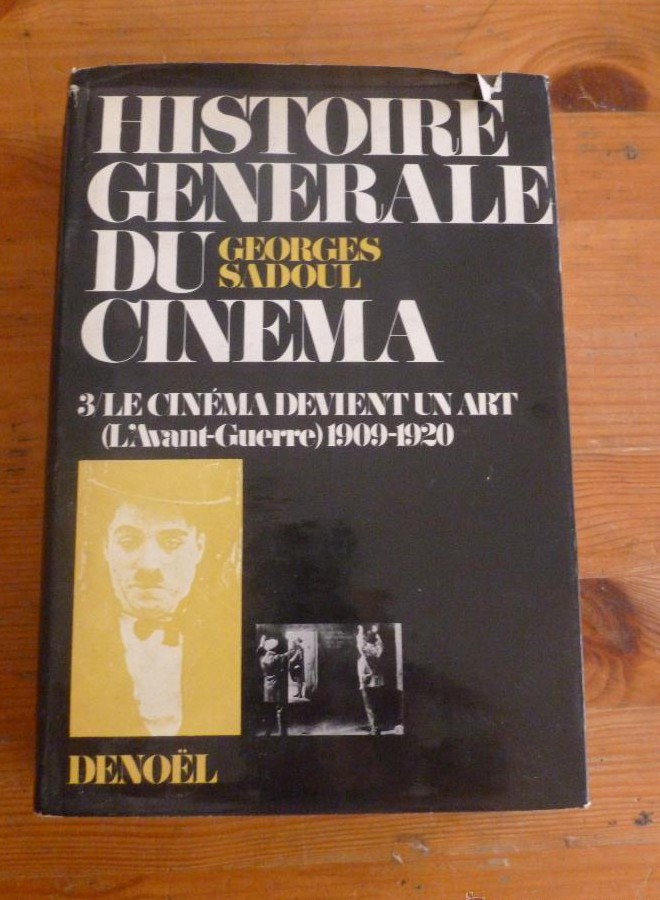 HISTOIRE
GENERALE
DU GEORGES
SADOUL
CINEMA
3/LE CINÉMA DEVIENT UN ART
(L'Avant-Guerre) 1909-1920
DENOËL